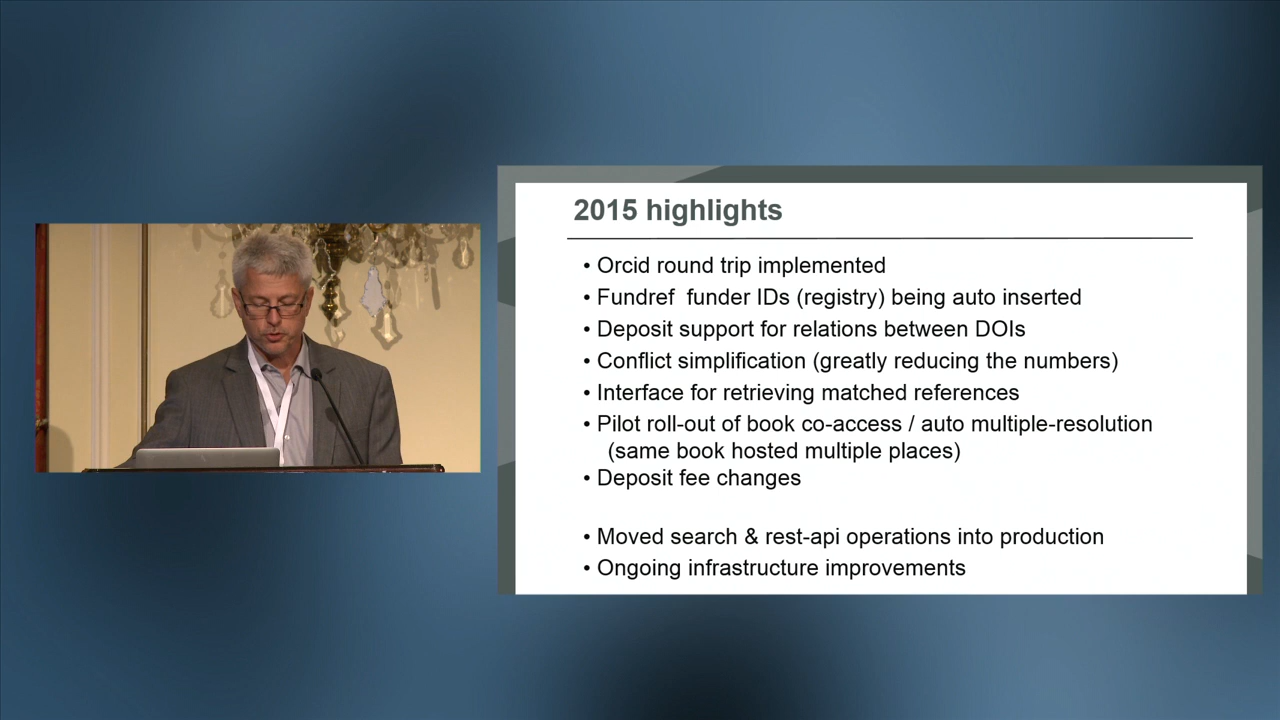 2015 highlights
• Orcid round trip implemented
• Fundref funder IDs (registry) being auto inserted
• Deposit support for relations between DOIs
• Conflict simplification (greatly reducing the numbers)
• Interface for retrieving matched references
• Pilot roll-out of book co-access / auto multiple-resolution
(same book hosted multiple places)
• Deposit fee changes
• Moved search & rest-api operations into production
• Ongoing infrastructure improvements